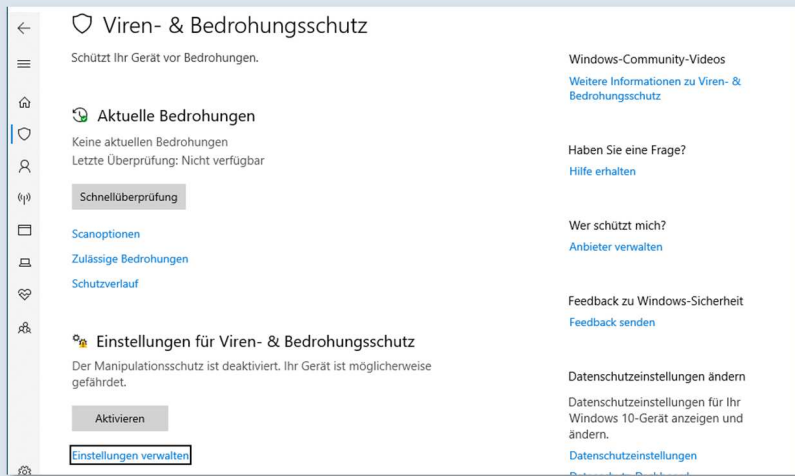 Viren- & Bedrohungsschutz
Schützt Ihr Gerät vor Bedrohungen.
Aktuelle Bedrohungen
Keine aktuellen Bedrohungen
Letzte Überprüfung: Nicht verfügbar
Schnellüberprüfung
Scanoptionen
Zulässige Bedrohungen
Schutzverlauf
Einstellungen für Viren- & Bedrohungsschutz
Der Manipulationsschutz ist deaktiviert. Ihr Gerät ist möglicherweise
gefährdet.
Aktivieren
Einstellungen verwalten
Windows-Community-Videos
Weitere Informationen zu Viren- &
Bedrohungsschutz
Haben Sie eine Frage?
Hilfe erhalten
Wer schützt mich?
Anbieter verwalten
Feedback zu Windows-Sicherheit
Feedback senden
Datenschutzeinstellungen ändern
Datenschutzeinstellungen für Ihr
Windows 10-Gerät anzeigen und
ändern.
Datenschutzeinstellungen